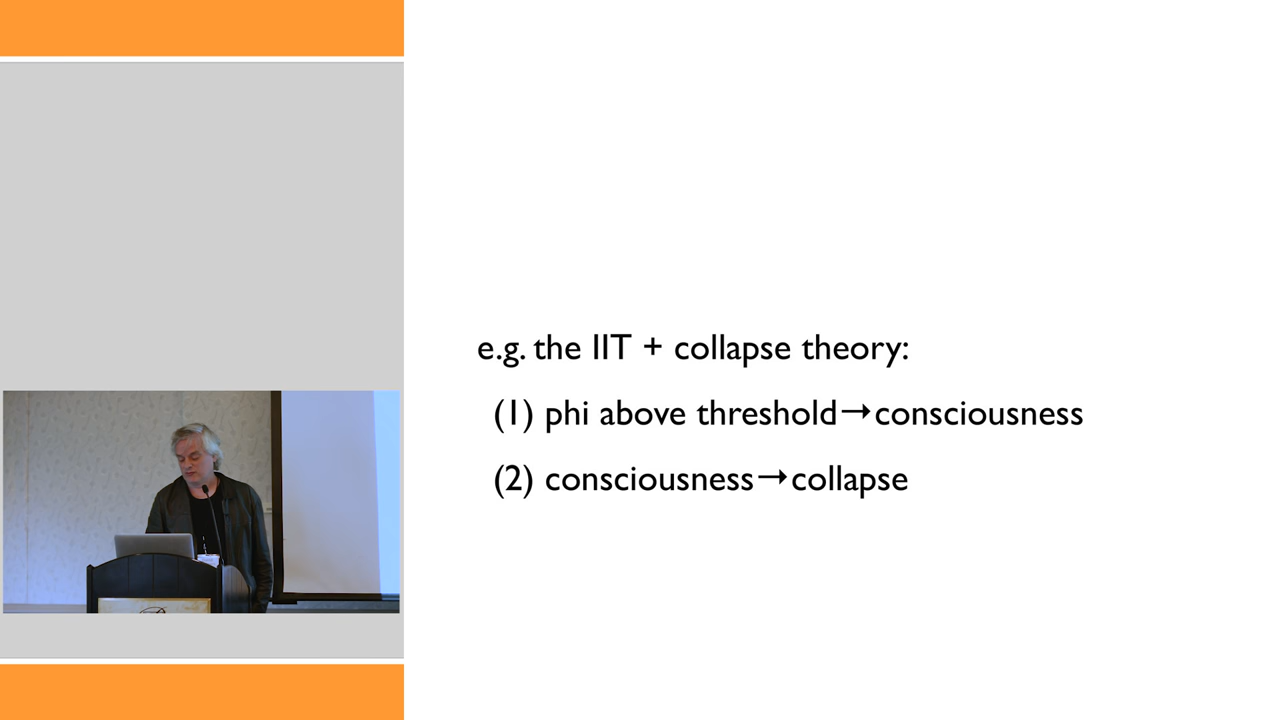 e.g. the IIT + collapse theory:
(1) phi above threshold→consciousness
(2) consciousness→collapse